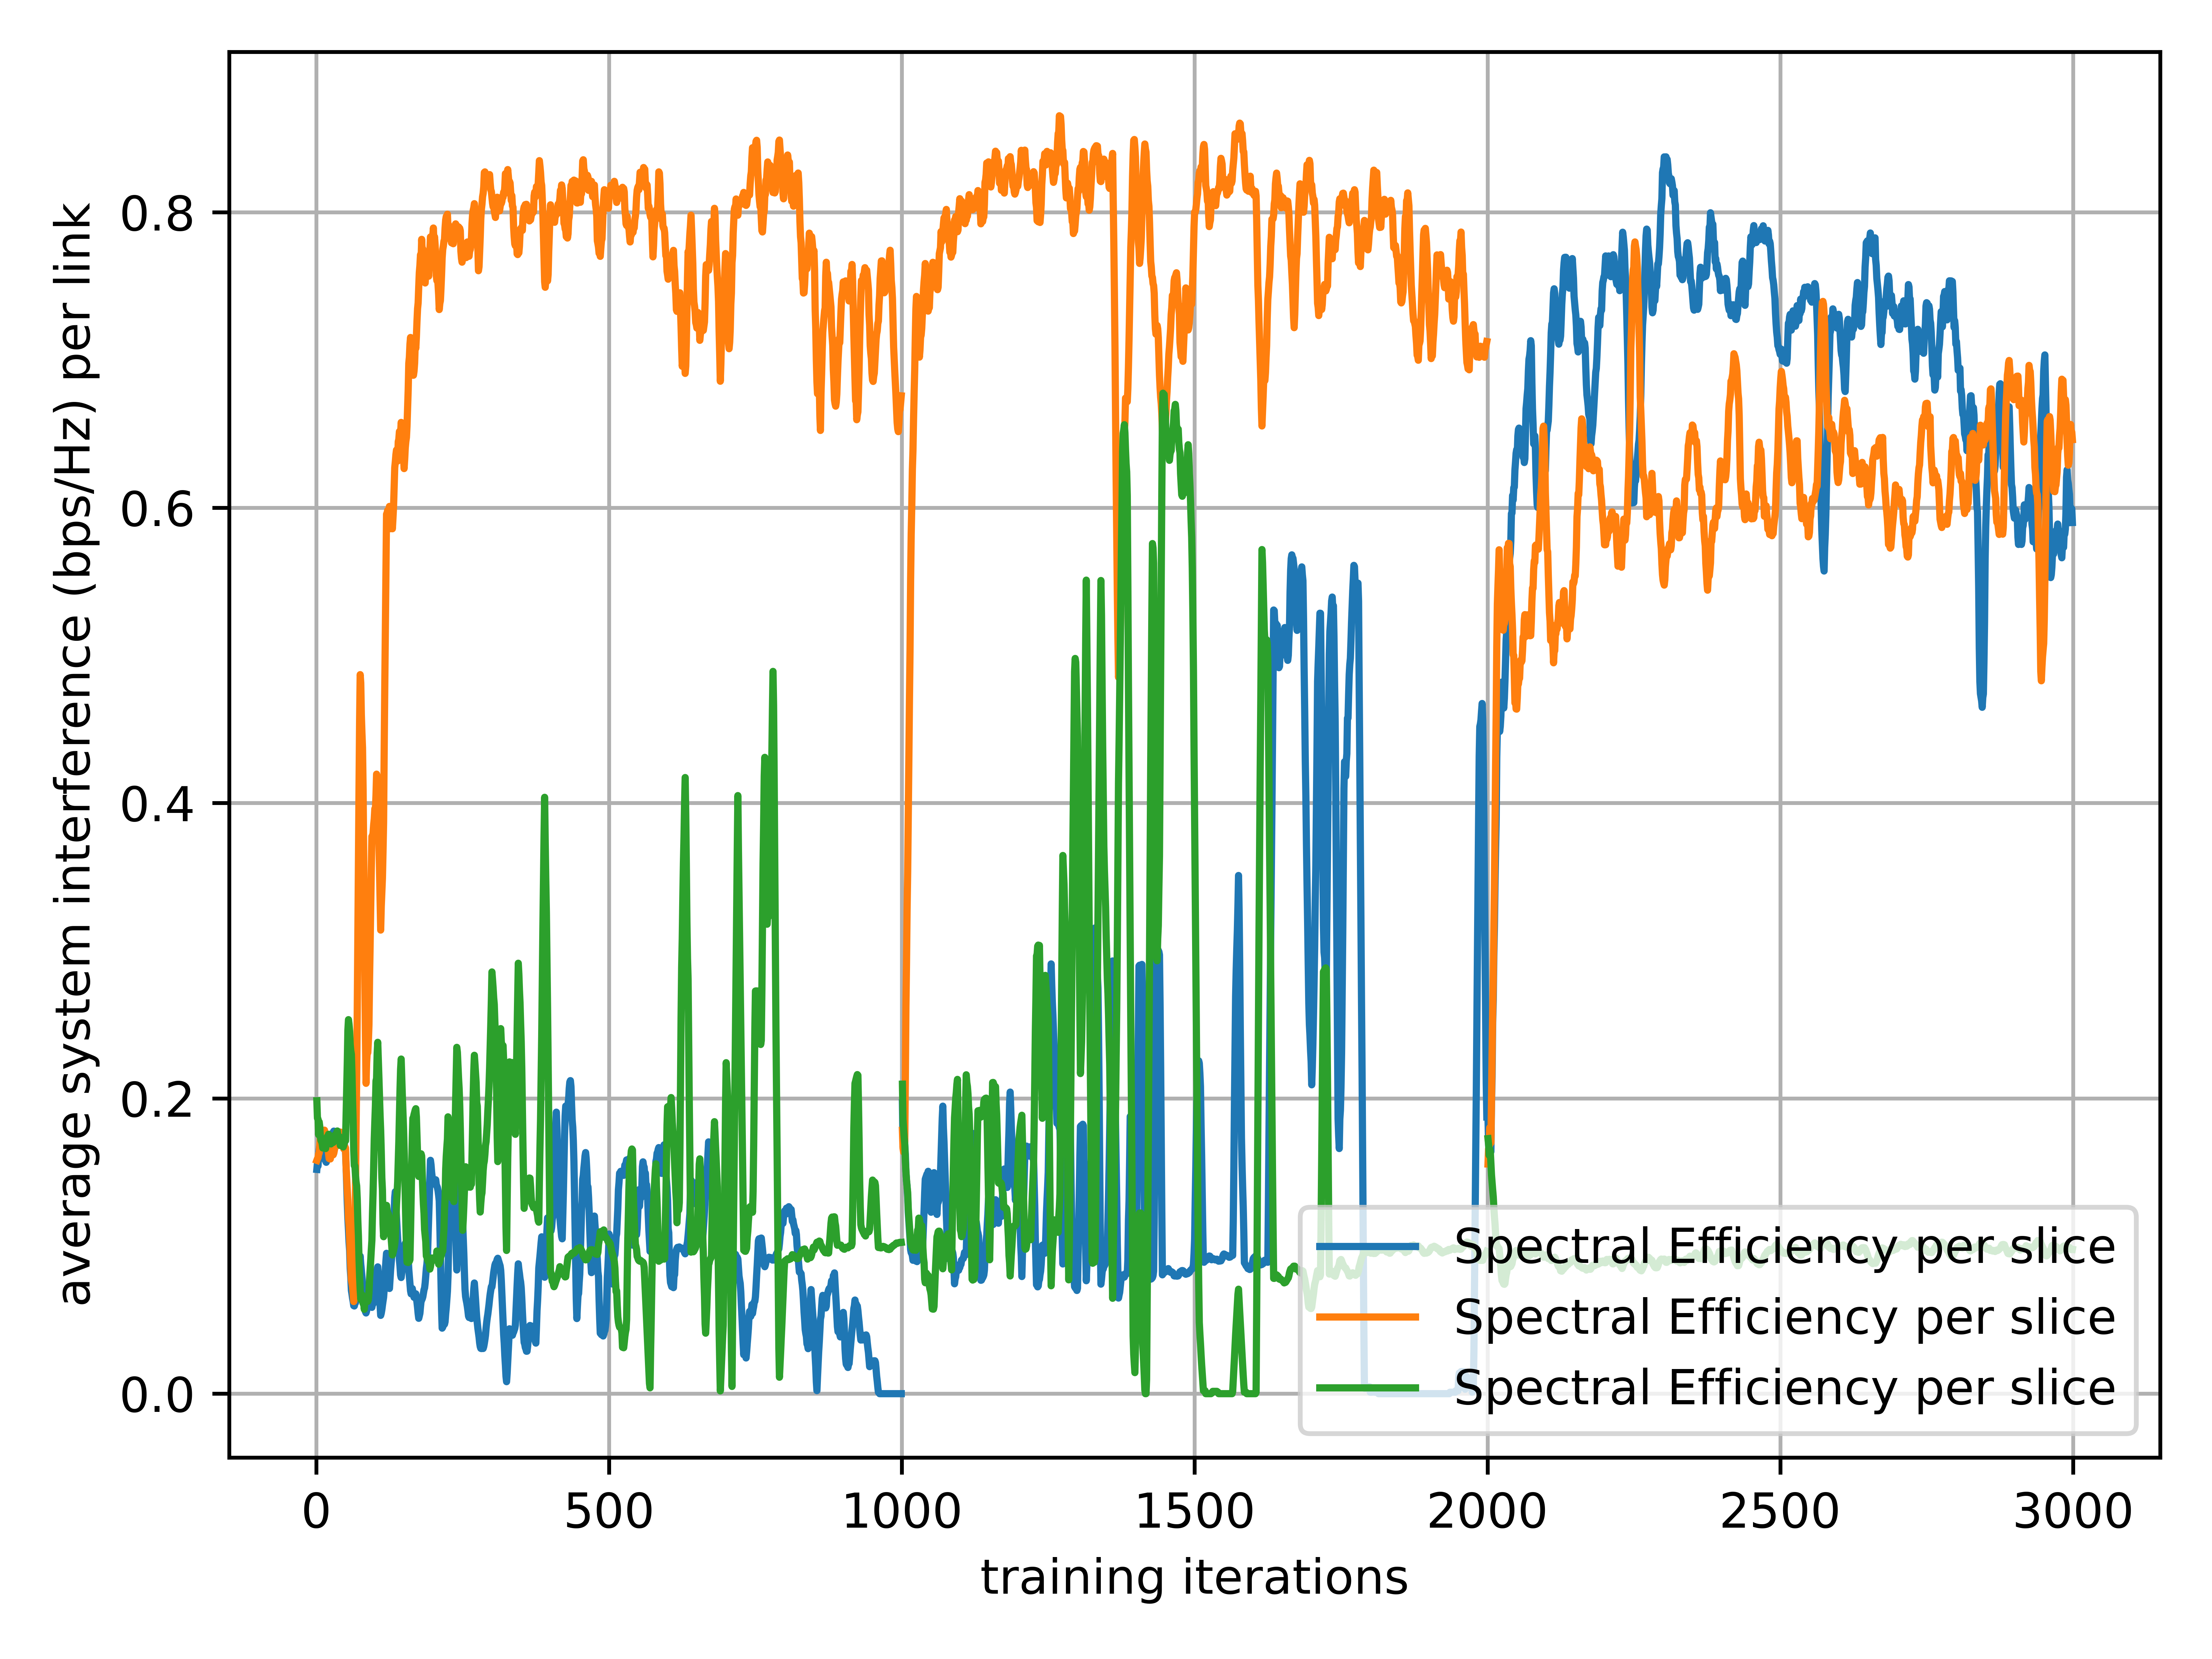 average system interference (bps/Hz) per link
0.8
0.6
0.4
0.2
0.0
Spectral Efficiency per slice
Spectral Efficiency per slice
Spectral Efficiency per slice
0 500 1000 1500 2000 2500 3000
training iterations